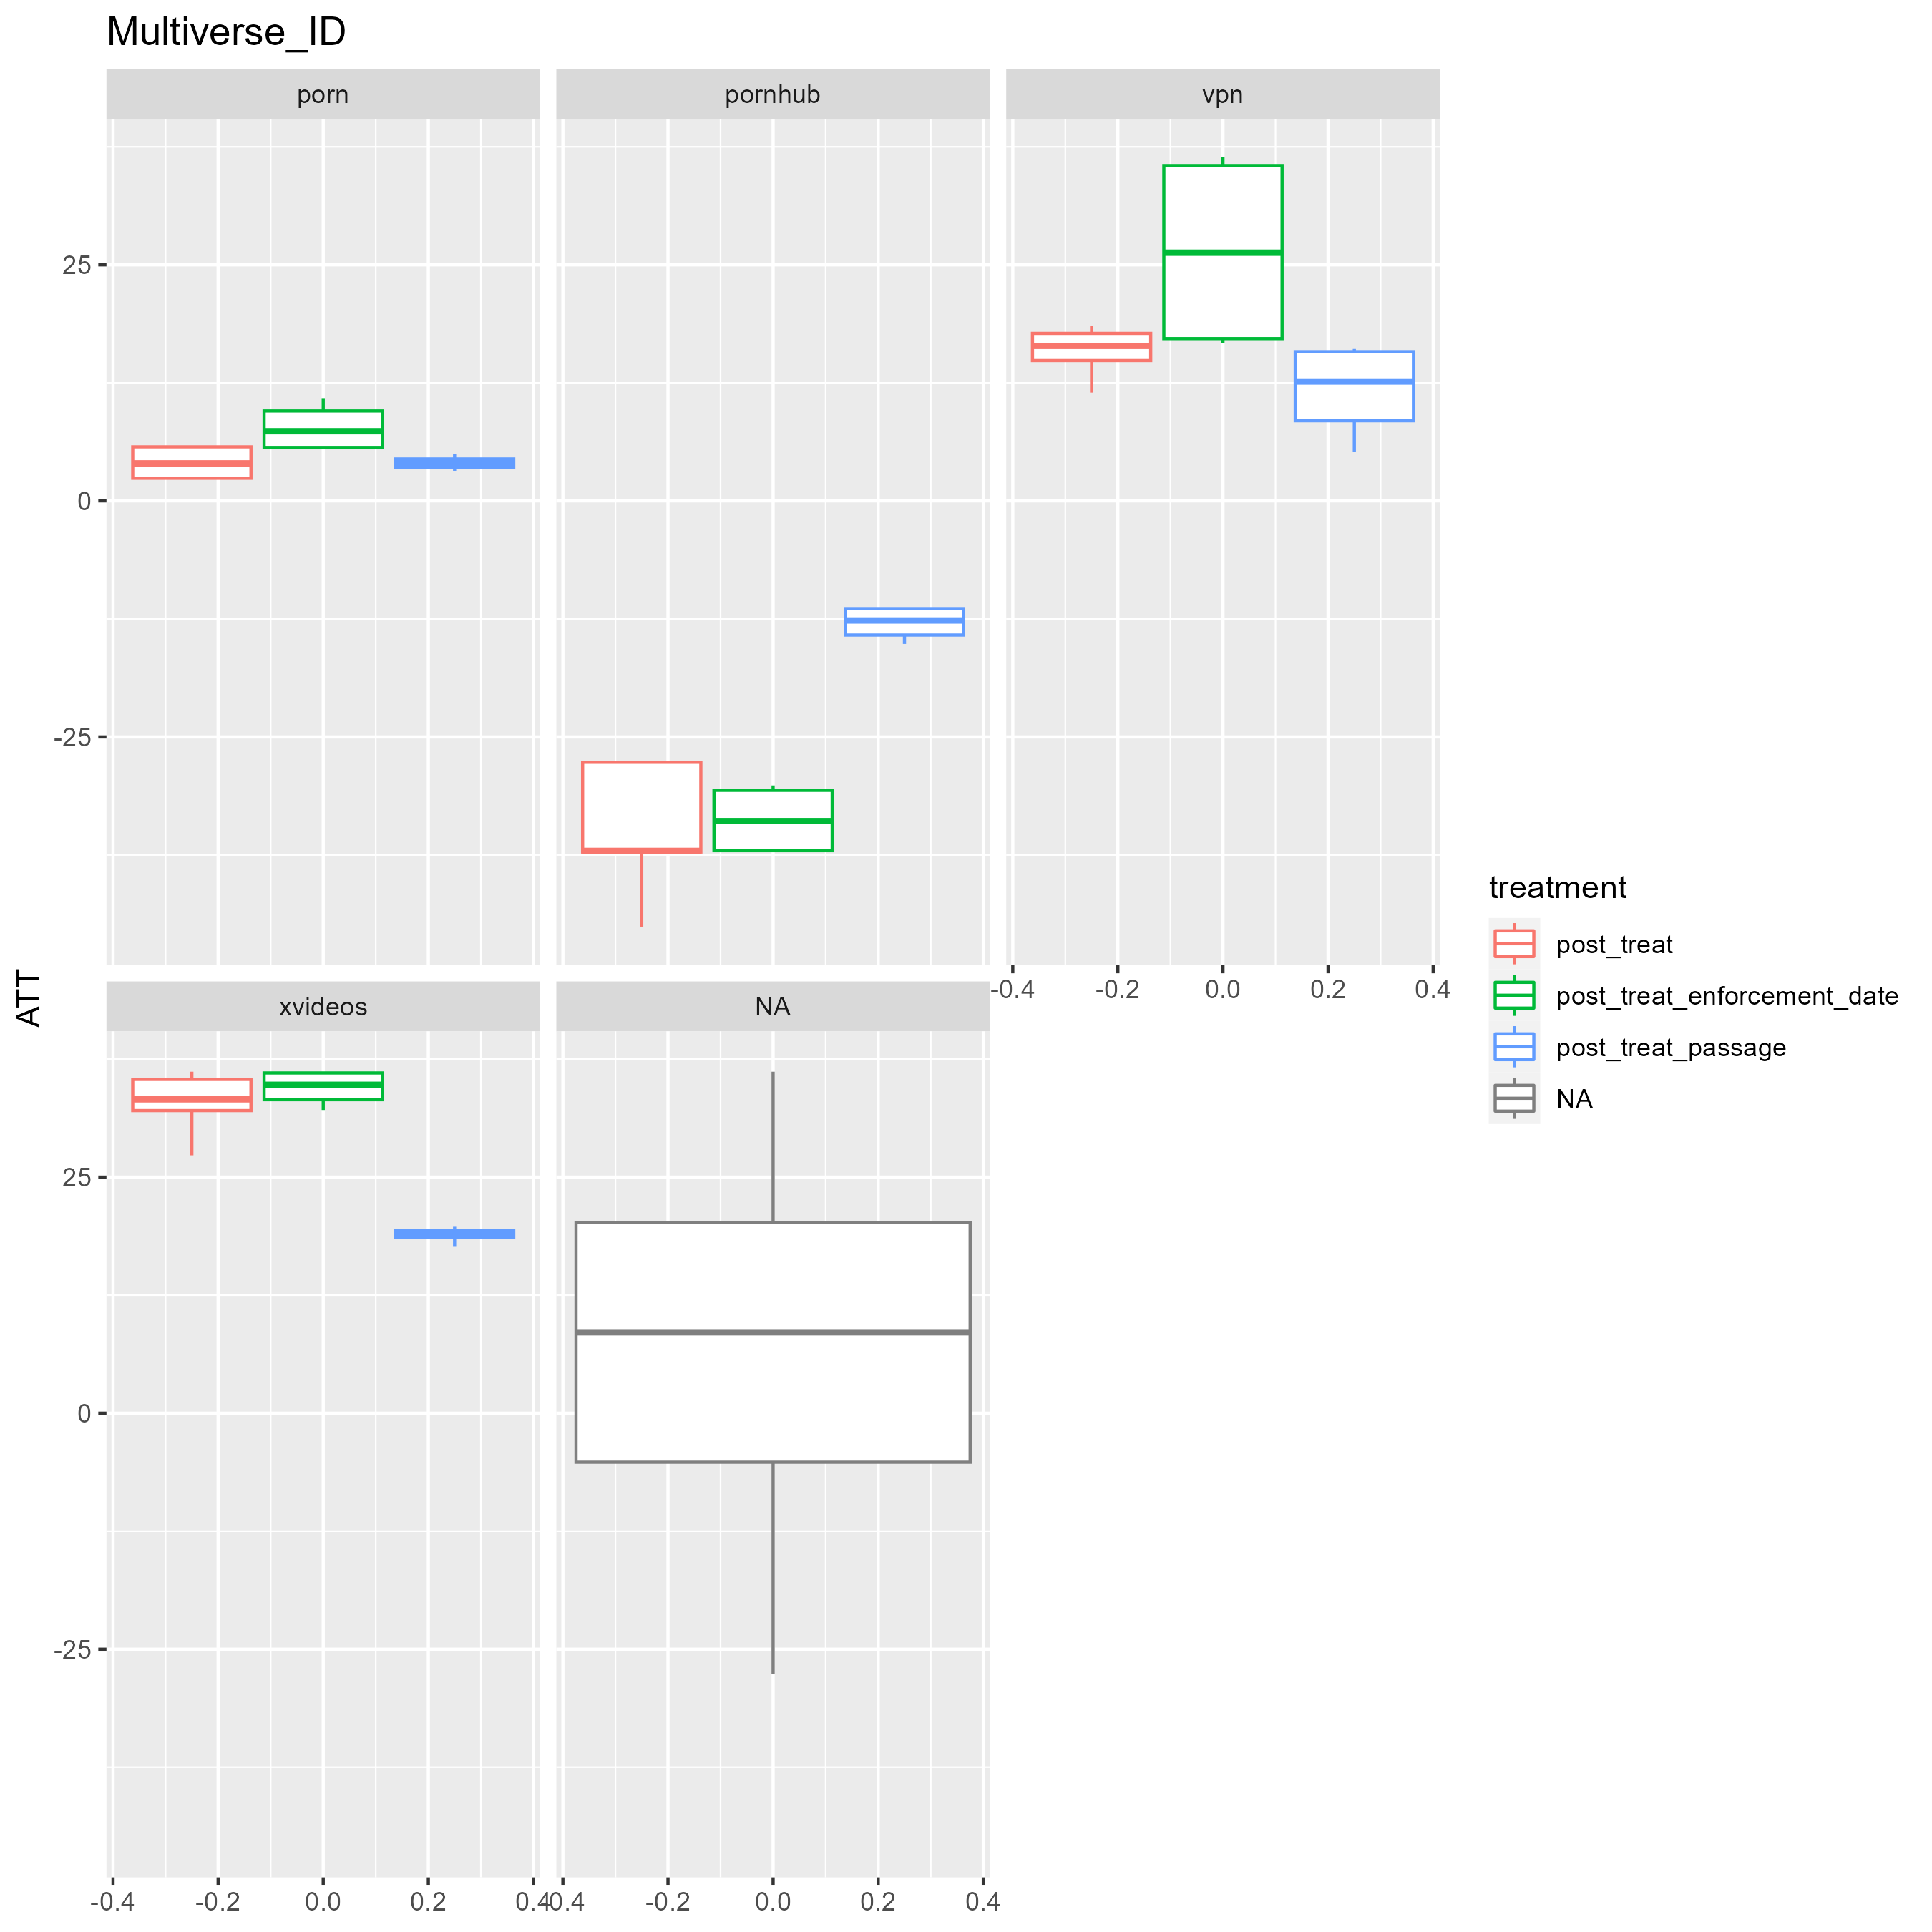 Multiverse_ID
porn
pornhub
vpn
25
0
-25
-0.4
-0.2
0.0
0.2
0.4
ATT
xvideos
NA
25
0
-25
-0.4
-0.2
0.0
0.2
0.4
-0.4
-0.2
0.0
0.2
0.4
treatment
post_treat
post_treat_enforcement_date
post_treat_passage
NA